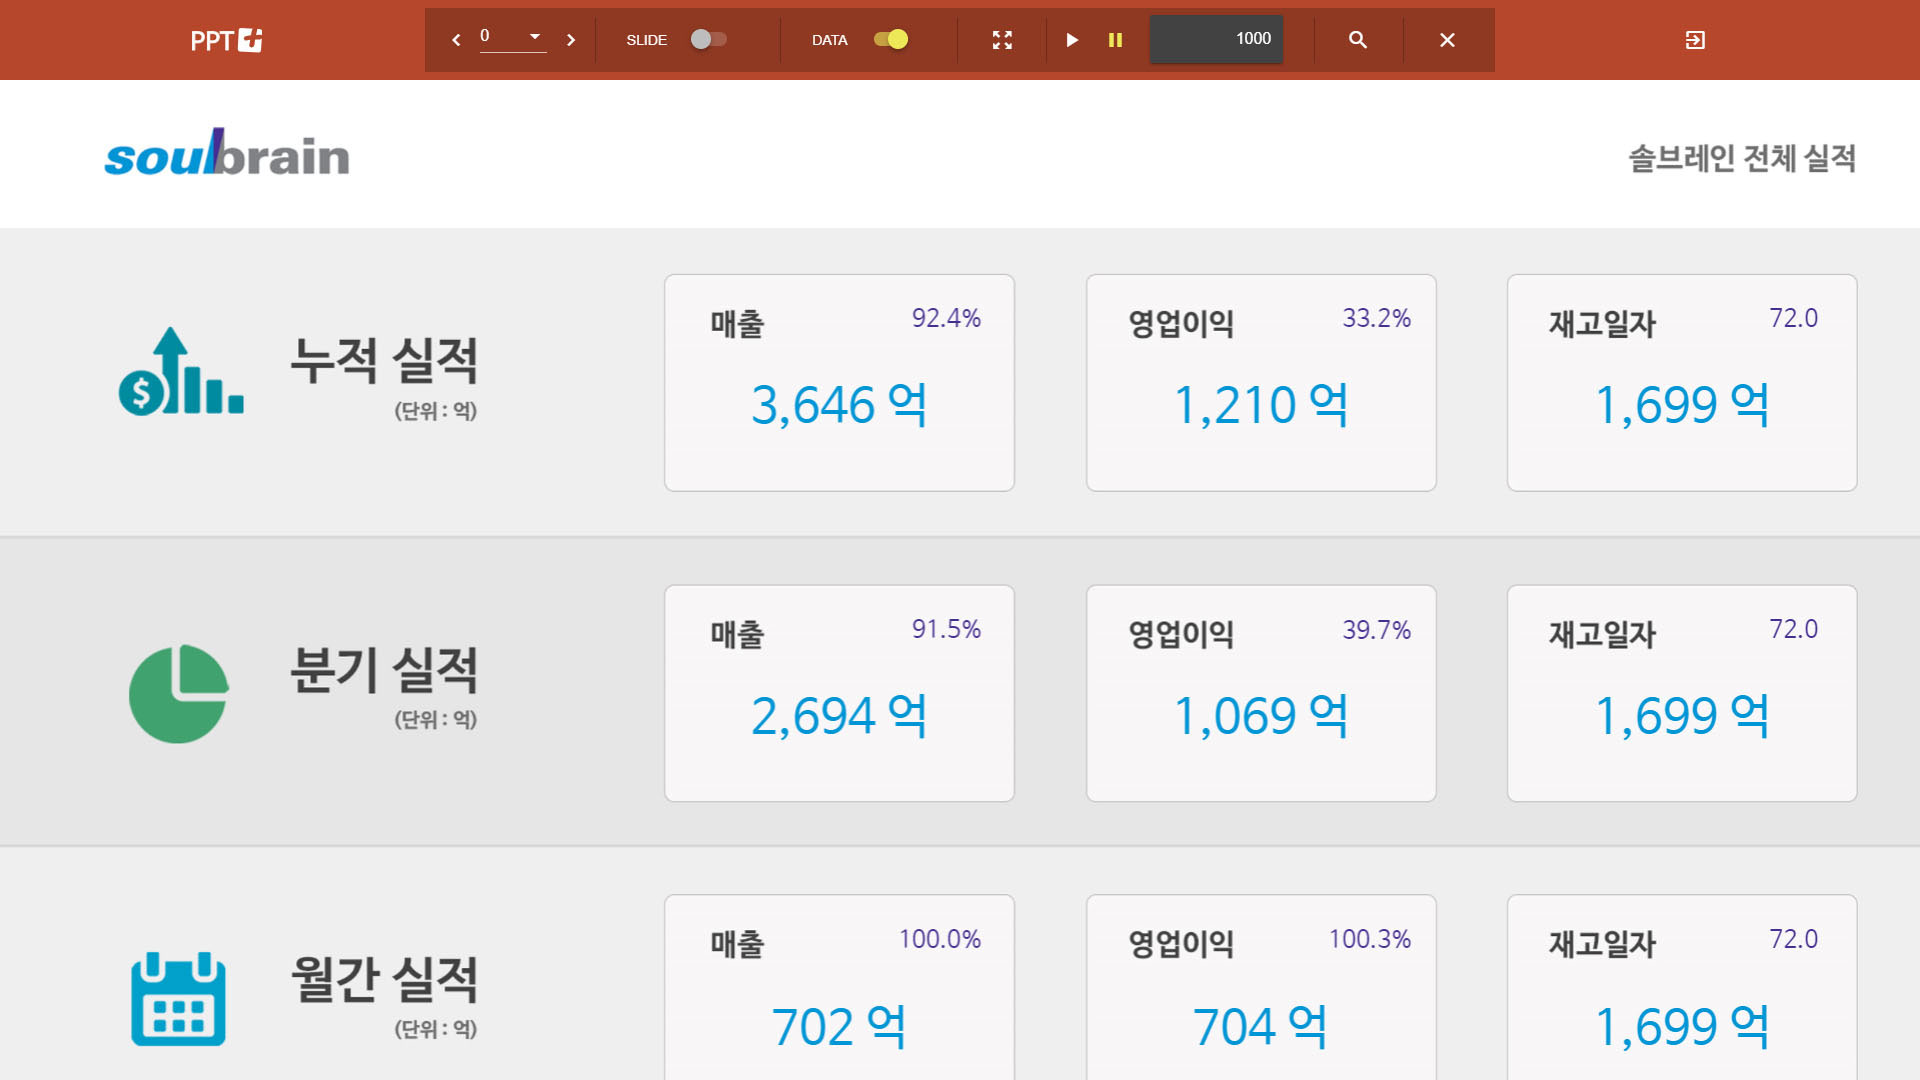 PPT+ 0 SLIDE DATA 1000
soulbrain 솔브레인 전체 실적
누적 실적
(단위 : 억)
매출 92.4%
3,646 억
영업이익 33.2%
1,210 억
재고일자 72.0
1,699 억
분기 실적
(단위 : 억)
매출 91.5%
2,694 억
영업이익 39.7%
1,069 억
재고일자 72.0
1,699 억
월간 실적
(단위 : 억)
매출 100.0%
702 억
영업이익 100.3%
704 억
재고일자 72.0
1,699 억